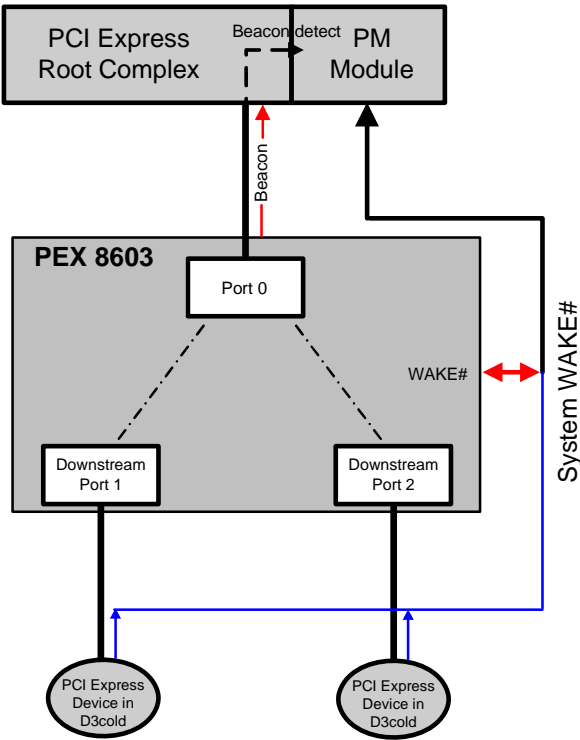 PCI Express
Root Complex
Beacon detect
PM
Module
Beacon
PEX 8603
Port 0
WAKE#
System WAKE#
Downstream
Port 1
Downstream
Port 2
PCI Express
Device in
D3cold
PCI Express
Device in
D3cold